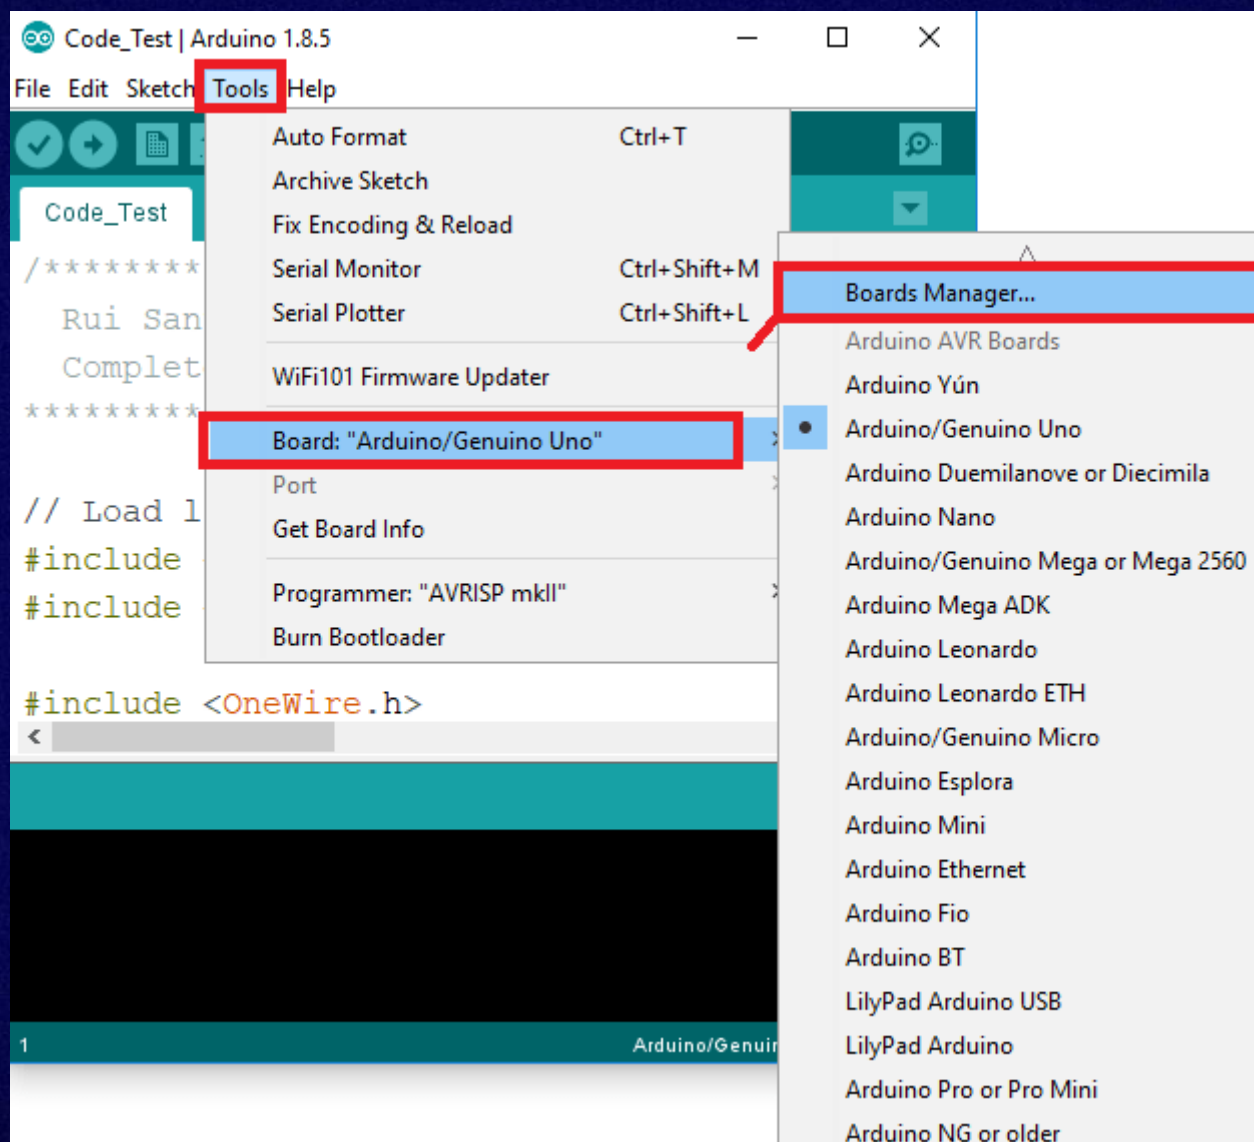 Code_Test | Arduino 1.8.5
File Edit Sketch Tools Help
Auto Format Ctrl+T
Archive Sketch
Fix Encoding & Reload
Serial Monitor Ctrl+Shift+M
Serial Plotter Ctrl+Shift+L
WiFi101 Firmware Updater
Board: "Arduino/Genuino Uno"
Port
Get Board Info
Programmer: "AVRISP mkII"
Burn Bootloader
Boards Manager...
Arduino AVR Boards
Arduino Yún
Arduino/Genuino Uno
Arduino Duemilanove or Diecimila
Arduino Nano
Arduino/Genuino Mega or Mega 2560
Arduino Mega ADK
Arduino Leonardo
Arduino Leonardo ETH
Arduino/Genuino Micro
Arduino Esplora
Arduino Mini
Arduino Ethernet
Arduino Fio
Arduino BT
LilyPad Arduino USB
LilyPad Arduino
Arduino Pro or Pro Mini
Arduino NG or older
Code_Test
/********
Rui San
Complet
*********
// Load l
#include
#include
#include <OneWire.h>
1 Arduino/Genuin